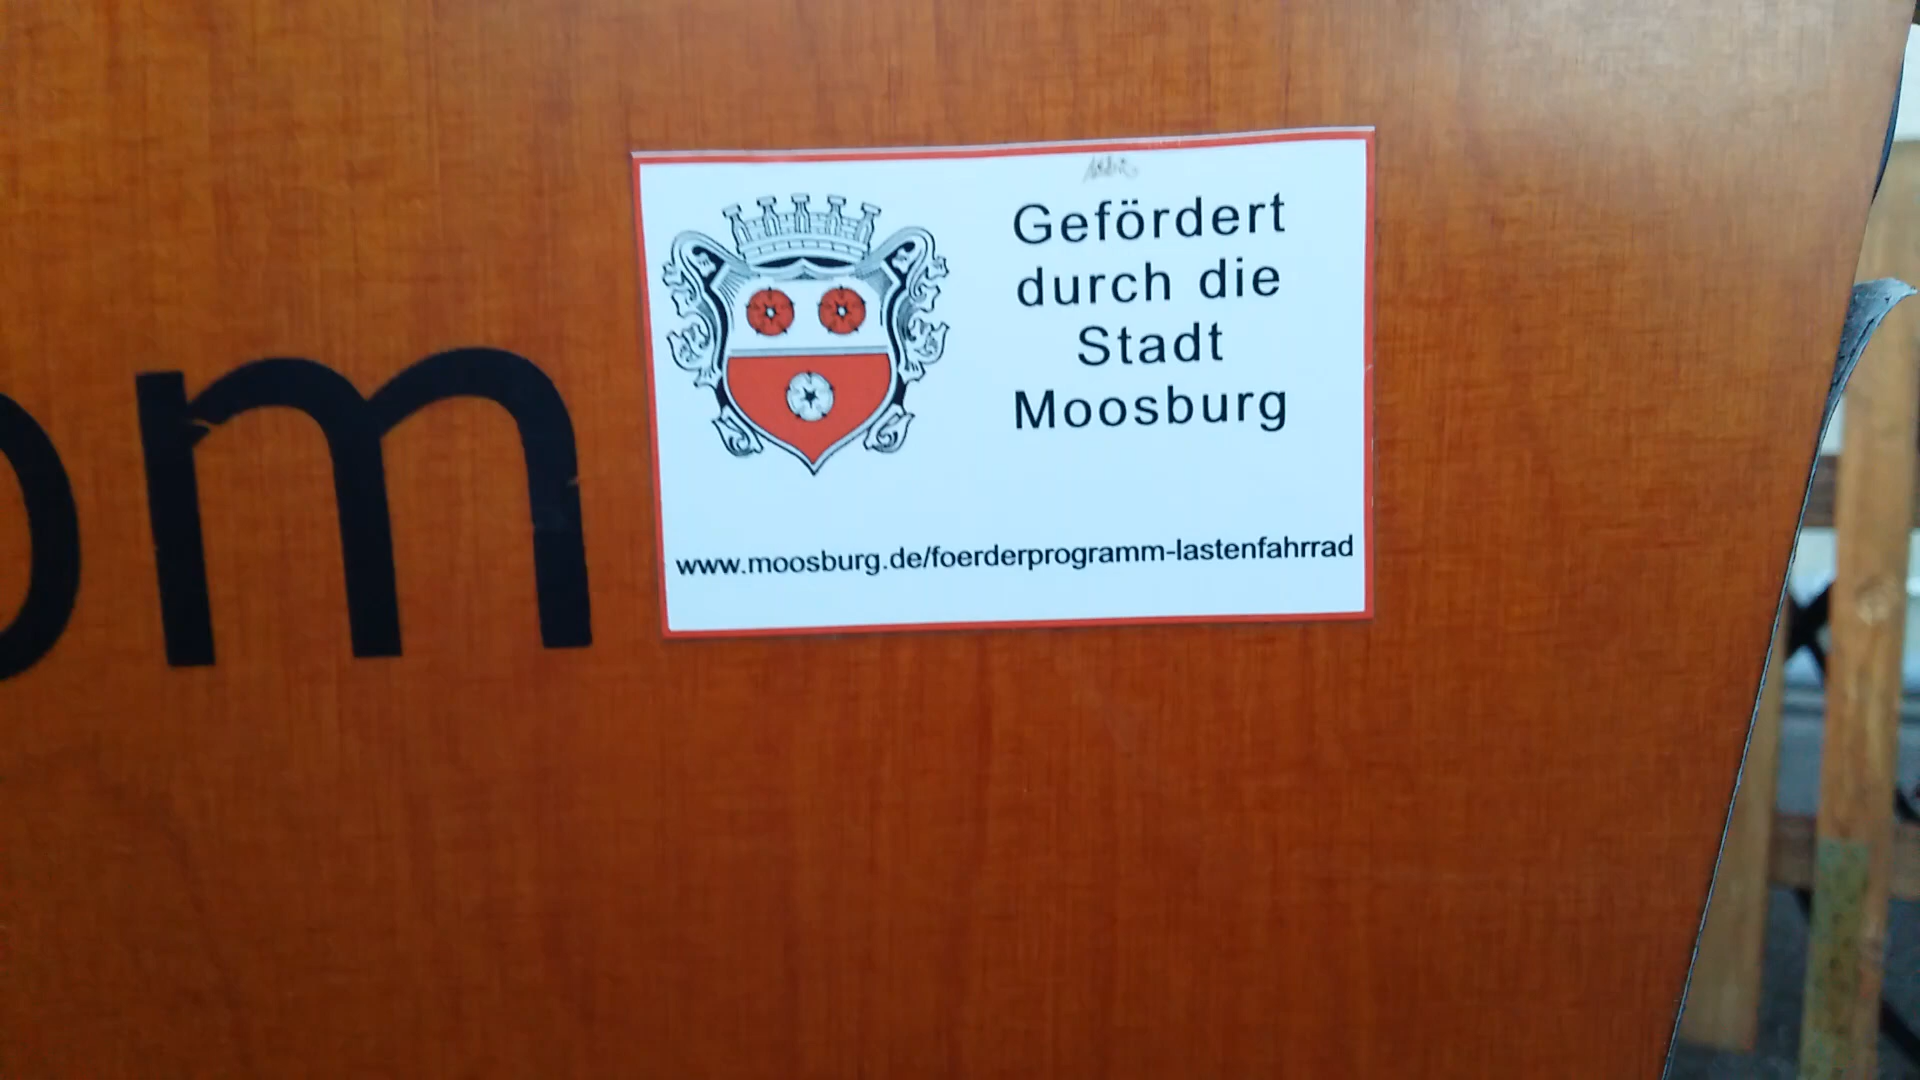 om
Gefördert
durch die
Stadt
Moosburg
www.moosburg.de/foerderprogramm-lastenfahrrad